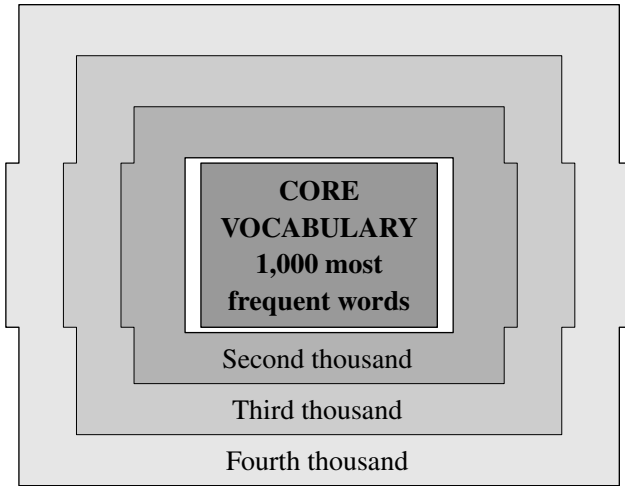 CORE
VOCABULARY
1,000 most
frequent words
Second thousand
Third thousand
Fourth thousand